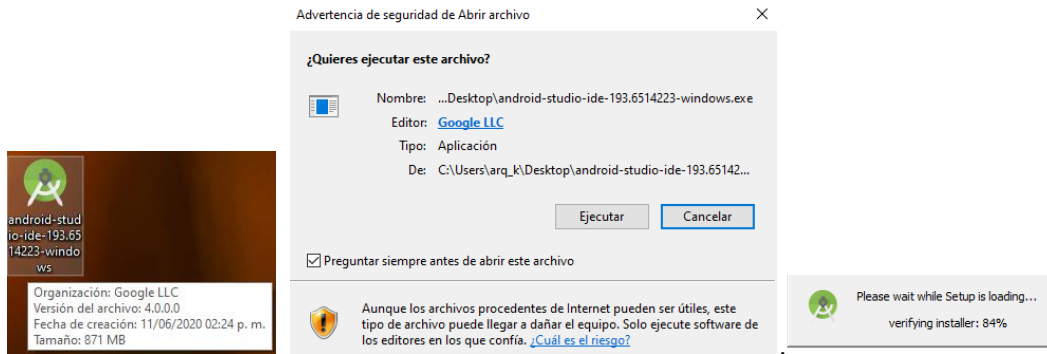 android-stud
io-ide-193.65
14223-windo
ws
Organización: Google LLC
Versión del archivo: 4.0.0.0
Fecha de creación: 11/06/2020 02:24 p. m.
Tamaño: 871 MB
Advertencia de seguridad de Abrir archivo
¿Quieres ejecutar este archivo?
Nombre: ...Desktop\android-studio-ide-193.6514223-windows.exe
Editor: Google LLC
Tipo: Aplicación
De: C:\Users\arq_k\Desktop\android-studio-ide-193.65142...
Ejecutar Cancelar
Preguntar siempre antes de abrir este archivo
Aunque los archivos procedentes de Internet pueden ser útiles, este
tipo de archivo puede llegar a dañar el equipo. Solo ejecute software de
los editores en los que confía. ¿Cuál es el riesgo?
Please wait while Setup is loading...
verifying installer: 84%